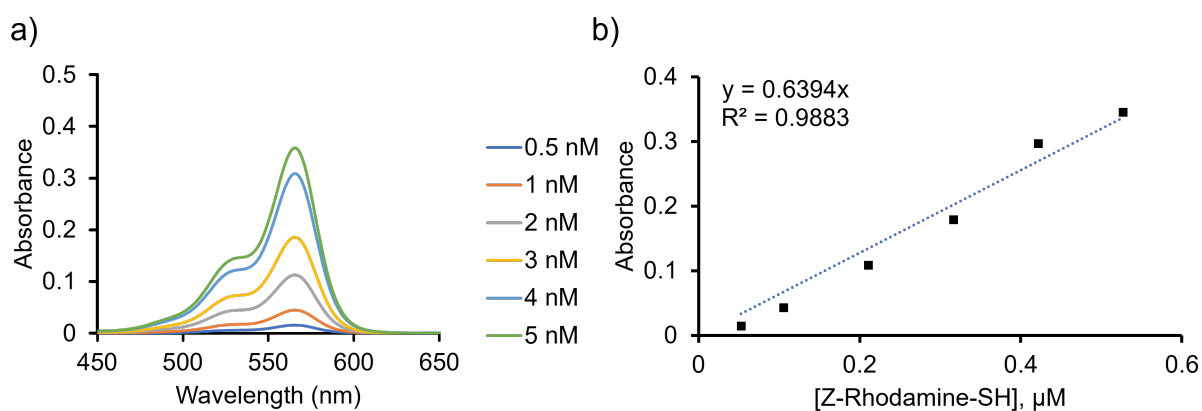 a)
0.5
0.4
0.3
0.2
0.1
0
Absorbance
450
500
550
600
650
Wavelength (nm)
0.5 nM
1 nM
2 nM
3 nM
4 nM
5 nM
b)
y = 0.6394x
R² = 0.9883
0.4
0.3
0.2
0.1
0
Absorbance
0
0.2
0.4
0.6
[Z-Rhodamine-SH], µM